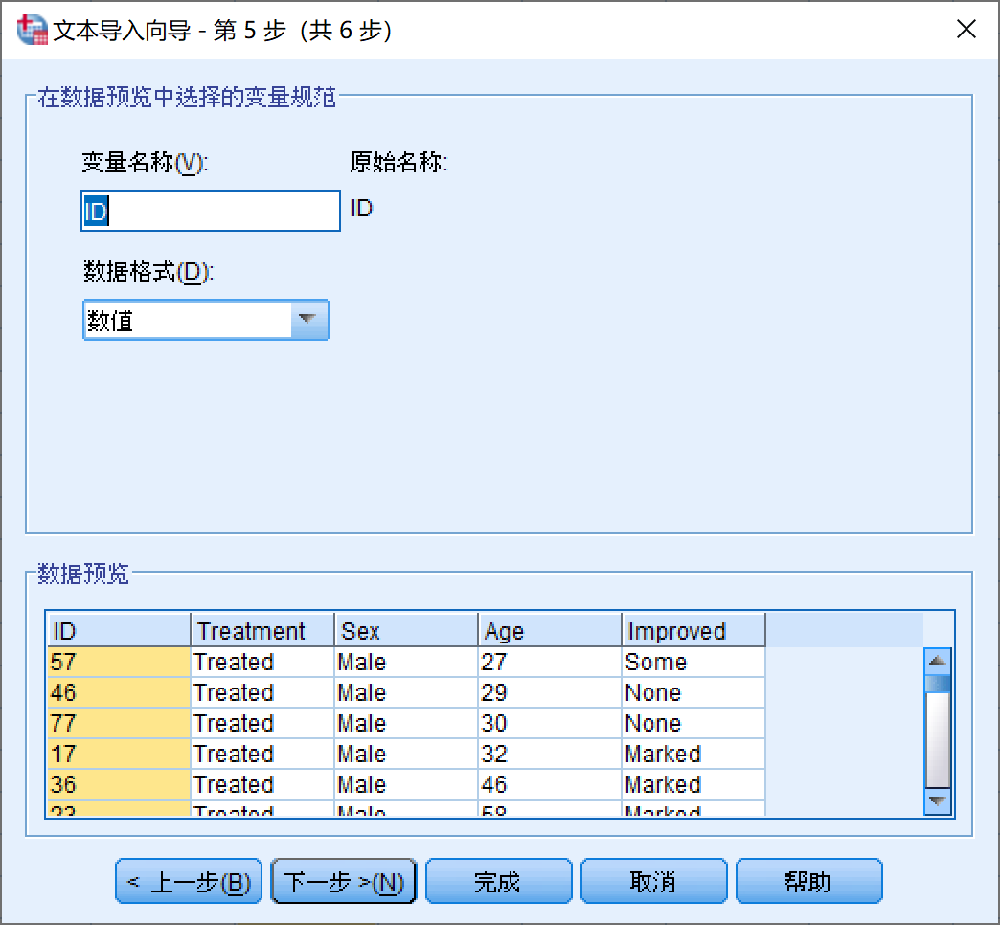 文本导入向导 - 第 5 步（共 6 步）
在数据预览中选择的变量规范
变量名称(V): 原始名称:
ID ID
数据格式(D):
数值
数据预览
ID Treatment Sex Age Improved
57 Treated Male 27 Some
46 Treated Male 29 None
77 Treated Male 30 None
17 Treated Male 32 Marked
36 Treated Male 46 Marked
23 Treated Male 58 Marked
< 上一步(B) 下一步 >(N) 完成 取消 帮助